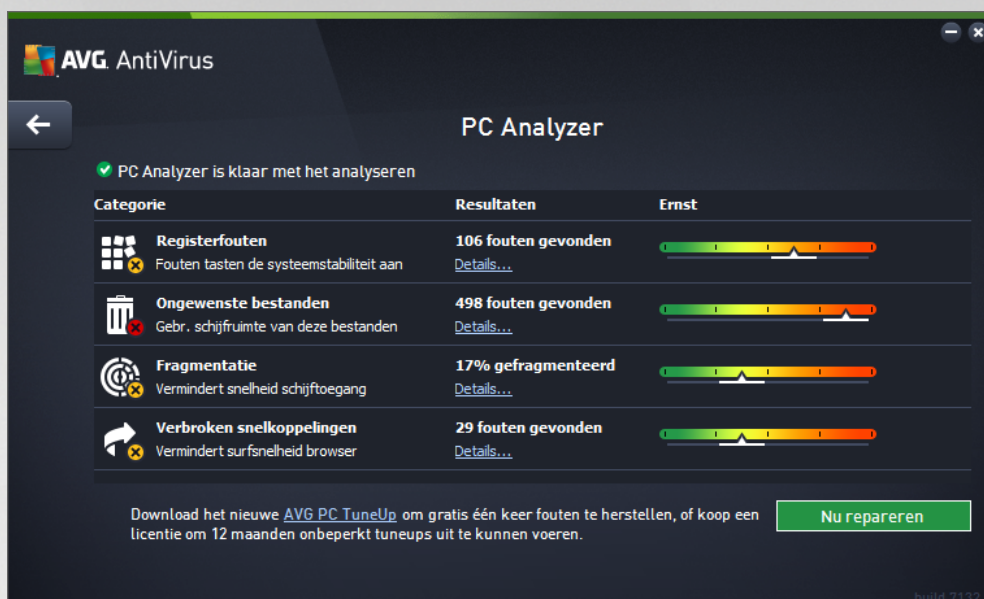 AVG. AntiVirus
PC Analyzer
PC Analyzer is klaar met het analyseren
Categorie Resultaten Ernst
Registerfouten 106 fouten gevonden
Fouten tasten de systeemstabiliteit aan Details...
Ongewenste bestanden 498 fouten gevonden
Gebr. schijfruimte van deze bestanden Details...
Fragmentatie 17% gefragmenteerd
Vermindert snelheid schijftoegang Details...
Verbroken snelkoppelingen 29 fouten gevonden
Vermindert surfsnelheid browser Details...
Download het nieuwe AVG PC TuneUp om gratis één keer fouten te herstellen, of koop een
licentie om 12 maanden onbeperkt tuneups uit te kunnen voeren.
Nu repareren
build 7132